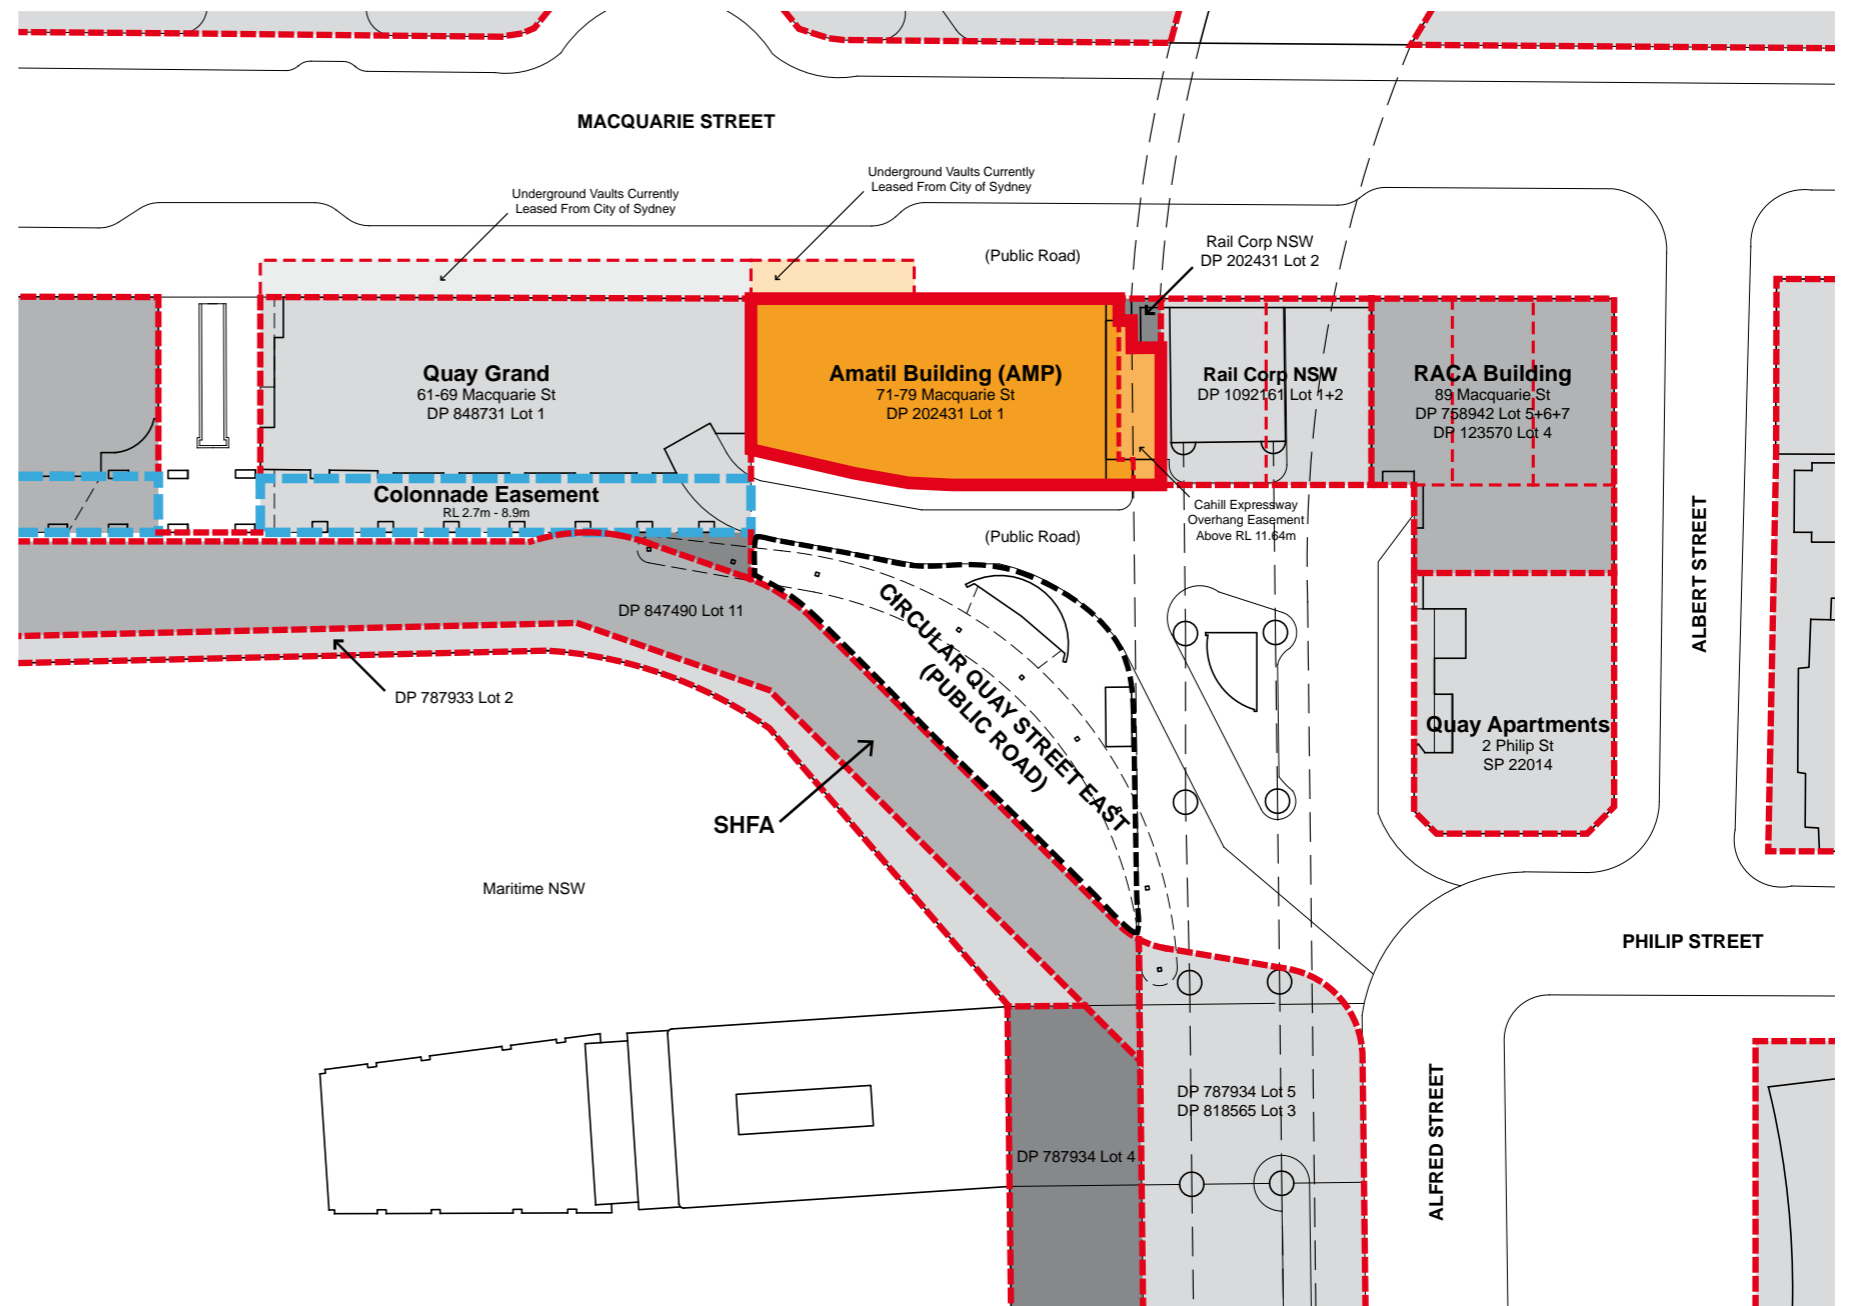 MACQUARIE STREET
Underground Vaults Currently
Leased From City of Sydney
Underground Vaults Currently
Leased From City of Sydney
(Public Road)
Rail Corp NSW
DP 202431 Lot 2
Quay Grand
61-69 Macquarie St
DP 848731 Lot 1
Amatil Building (AMP)
71-79 Macquarie St
DP 202431 Lot 1
Rail Corp NSW
DP 1092161 Lot 1+2
RACA Building
89 Macquarie St
DP 758942 Lot 5+6+7
DP 123570 Lot 4
Colonnade Easement
RL 2.7m - 8.9m
Cahill Expressway
Overhang Easement
Above RL 11.64m
(Public Road)
ALBERT STREET
DP 847490 Lot 11
CIRCULAR QUAY STREET EAST
(PUBLIC ROAD)
DP 787933 Lot 2
Quay Apartments
2 Philip St
SP 22014
SHFA
Maritime NSW
PHILIP STREET
DP 787934 Lot 5
DP 818565 Lot 3
DP 787934 Lot 4
ALFRED STREET